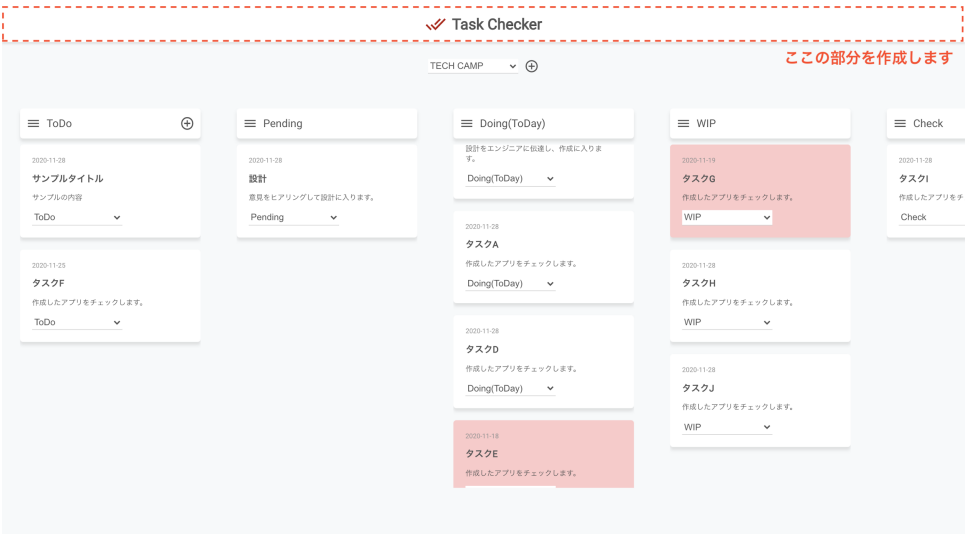 Task Checker
ここの部分を作成します
TECH CAMP
ToDo
2020-11-28
サンプルタイトル
サンプルの内容
ToDo
2020-11-25
タスクF
作成したアプリをチェックします。
ToDo
Pending
2020-11-28
設計
意見をヒアリングして設計に入ります。
Pending
Doing(ToDay)
設計をエンジニアに伝達し、作成に入りま
す。
Doing(ToDay)
2020-11-28
タスクA
作成したアプリをチェックします。
Doing(ToDay)
2020-11-28
タスクD
作成したアプリをチェックします。
Doing(ToDay)
2020-11-18
タスクE
作成したアプリをチェックします。
WIP
2020-11-19
タスクG
作成したアプリをチェックします。
WIP
2020-11-28
タスクH
作成したアプリをチェックします。
WIP
2020-11-28
タスクJ
作成したアプリをチェックします。
WIP
Check
2020-11-28
タスクI
作成したアプリをチ
Check